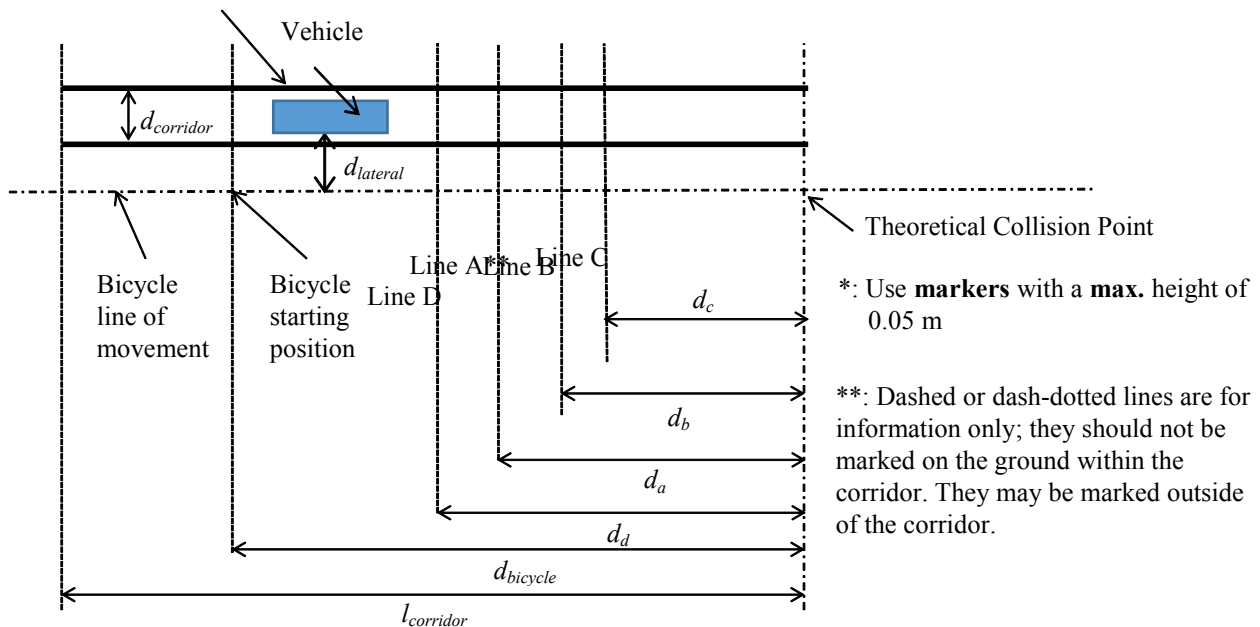 Vehicle
d_corridor
d_lateral
Theoretical Collision Point
Bicycle
line of
movement
Bicycle
starting
position
Line D
Line A
**
Line B
Line C
d_c
d_b
d_a
d_d
d_bicycle
l_corridor
*: Use markers with a max. height of
0.05 m
**: Dashed or dash-dotted lines are for
information only; they should not be
marked on the ground within the
corridor. They may be marked outside
of the corridor.